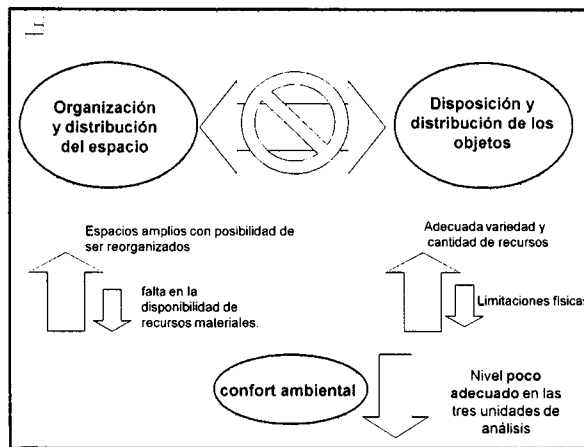 Organización
y distribución
del espacio
Disposición y
distribución de los
objetos
Espacios amplios con posibilidad de
ser reorganizados
falta en la
disponibilidad de
recursos materiales.
Adecuada variedad y
cantidad de recursos
Limitaciones físicas
confort ambiental
Nivel poco
adecuado en las
tres unidades de
análisis